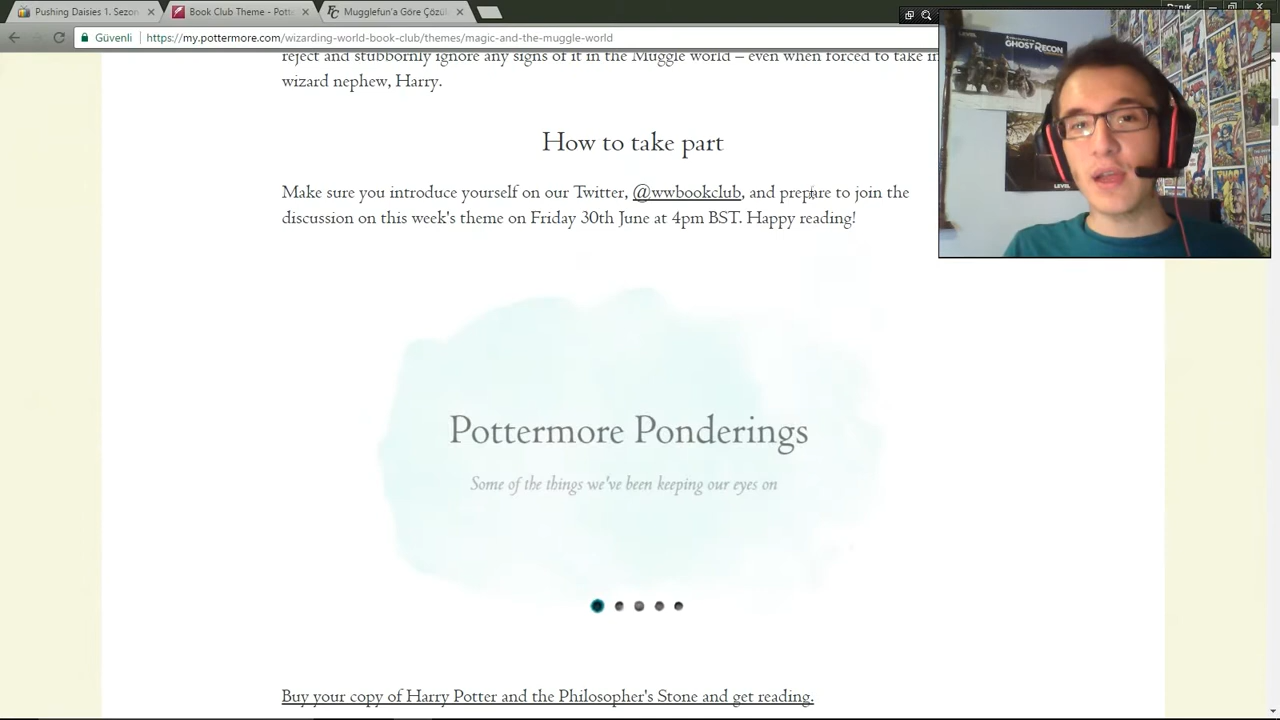 Pushing Daisies 1. Sezon
Book Club Theme - Potte
Mugglefun'a Göre Çözül
Güvenli
https://my.pottermore.com/wizarding-world-book-club/themes/magic-and-the-muggle-world
reject and stubbornly ignore any signs of it in the Muggle world – even when forced to take in
wizard nephew, Harry.
GHOST RECON
How to take part
Make sure you introduce yourself on our Twitter, @wwbookclub, and prepare to join the
discussion on this week's theme on Friday 30th June at 4pm BST. Happy reading!
LEVEL
Pottermore Ponderings
Some of the things we've been keeping our eyes on
Buy your copy of Harry Potter and the Philosopher's Stone and get reading.